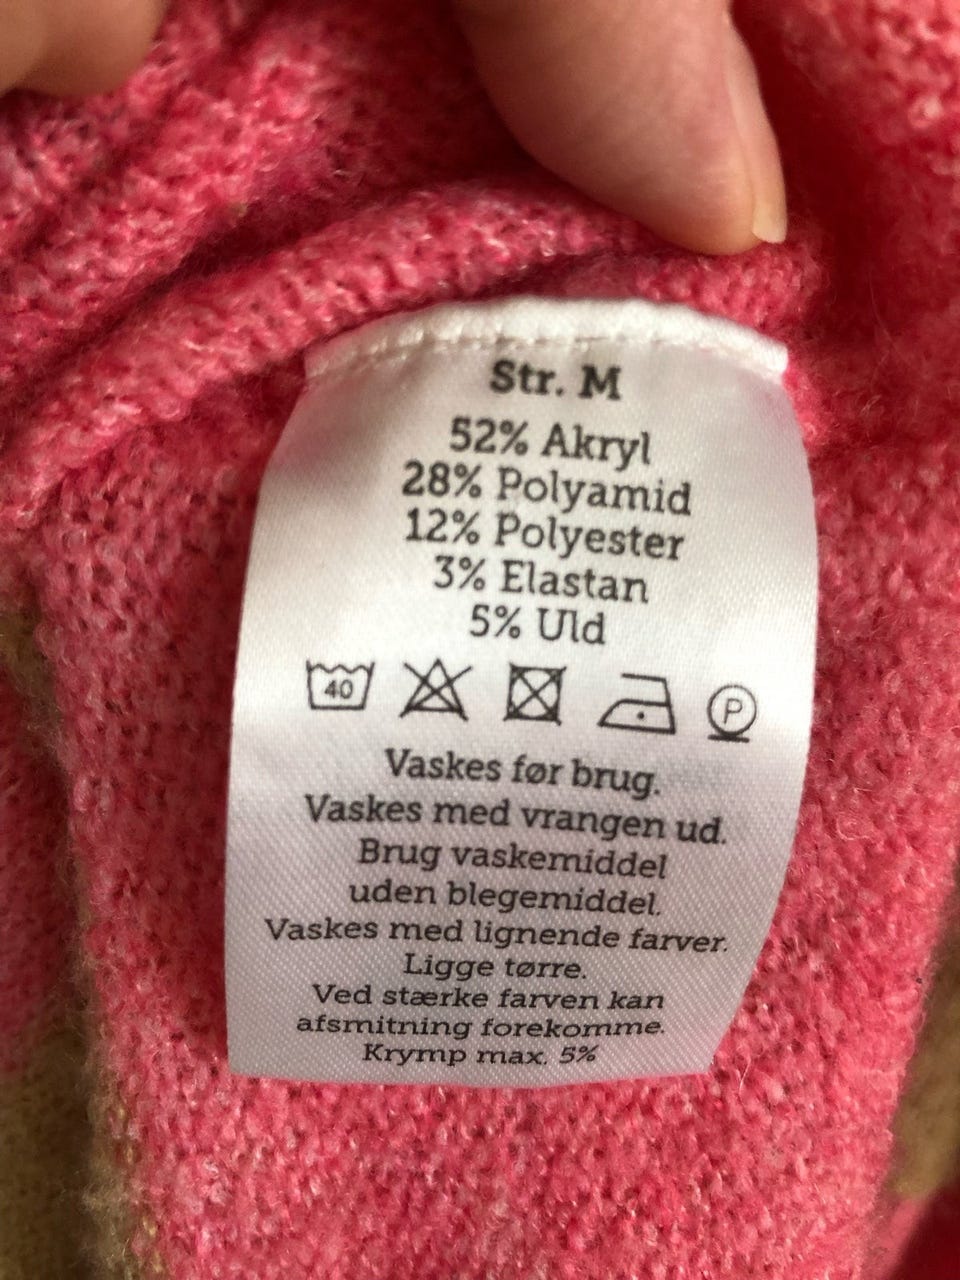 Str. M
52% Akryl
28% Polyamid
12% Polyester
3% Elastan
5% Uld
40 P
Vaskes før brug.
Vaskes med vrangen ud.
Brug vaskemiddel
uden blegemiddel.
Vaskes med lignende farver.
Ligge tørre.
Ved stærke farven kan
afsmitning forekomme.
Krymp max. 5%